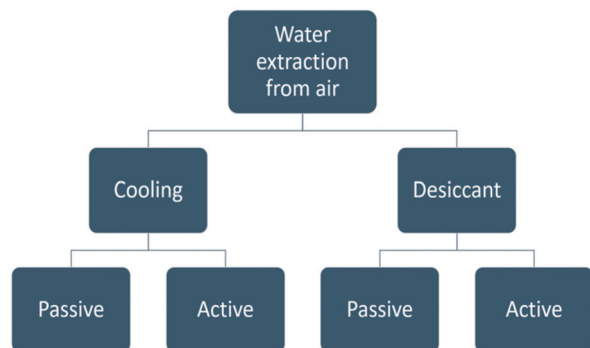 Water
extraction
from air
Cooling
Desiccant
Passive
Active
Passive
Active